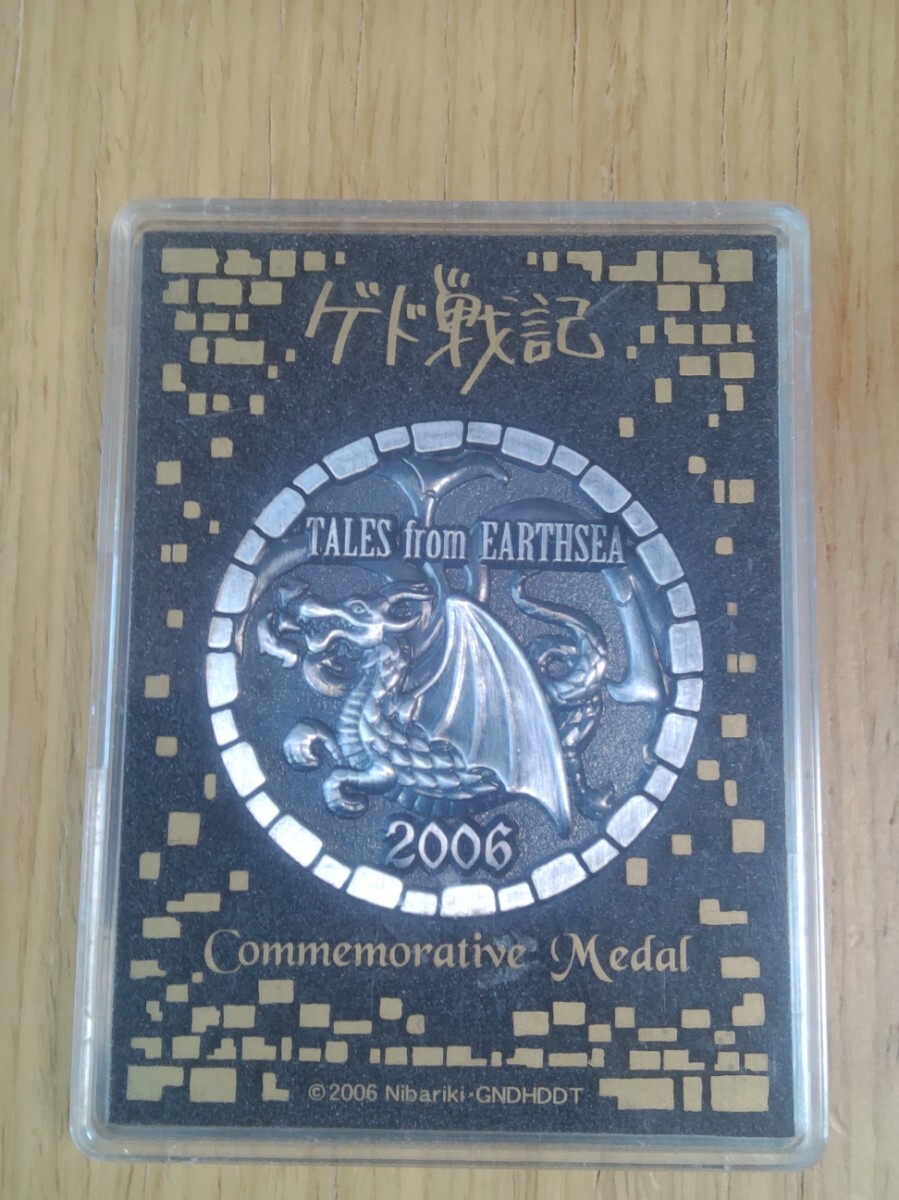 ゲド戦記
TALES from EARTHSEA
2006
Commemorative Medal
©2006 Nibariki・GNDHDDT